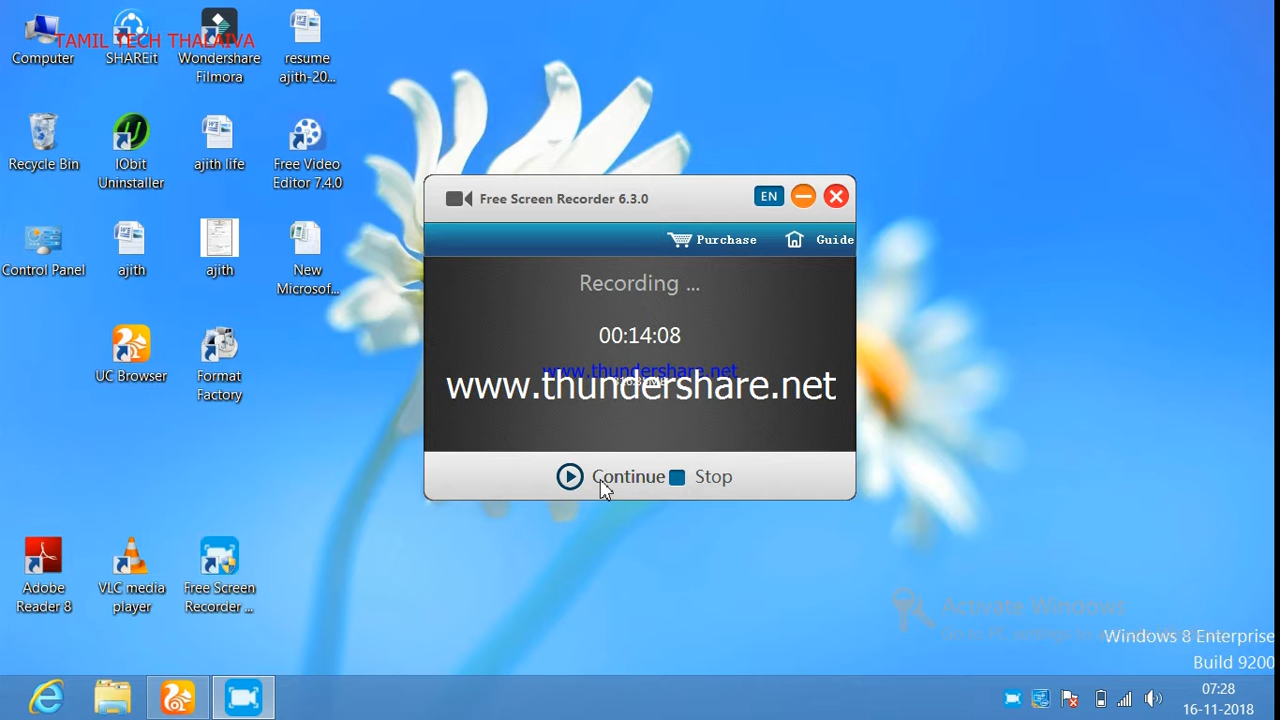 TAMIL TECH THALAIVA
Computer
SHAREit
Wondershare
Filmora
resume
ajith-20...
Recycle Bin
IObit
Uninstaller
ajith life
Free Video
Editor 7.4.0
Control Panel
ajith
ajith
New
Microsof...
UC Browser
Format
Factory
Adobe
Reader 8
VLC media
player
Free Screen
Recorder ...
Free Screen Recorder 6.3.0
EN
Purchase
Guide
Recording ...
00:14:08
www.thundershare.net
www.thundershare.net
Continue
Stop
Activate Windows
Windows 8 Enterprise
Build 9200
07:28
16-11-2018